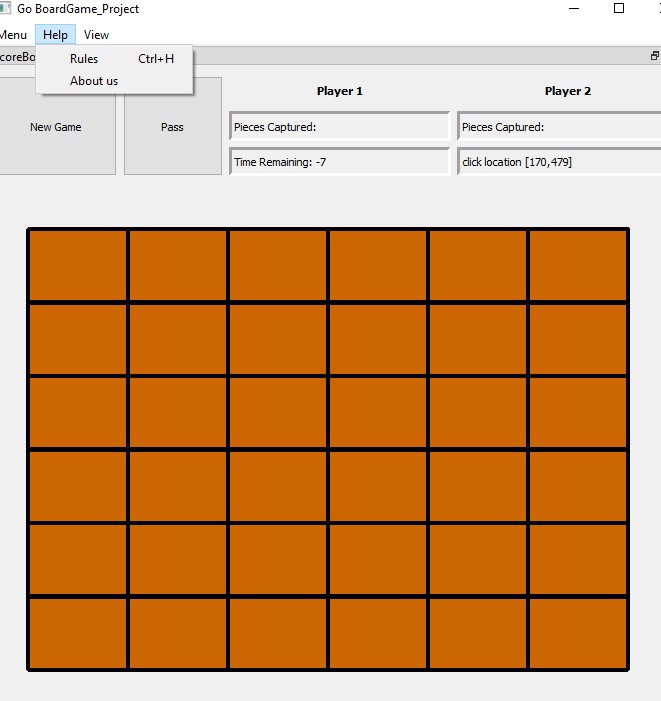 Go BoardGame_Project
Menu Help View
coreBo
Rules Ctrl+H
About us
New Game
Pass
Player 1
Player 2
Pieces Captured:
Pieces Captured:
Time Remaining: -7
click location [170,479]